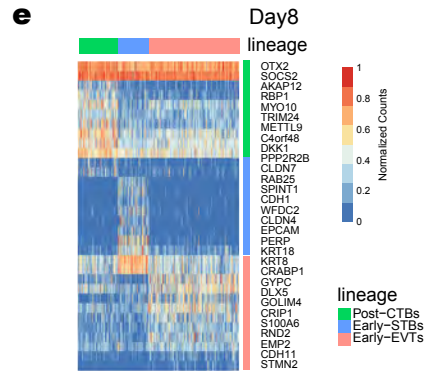 e
Day8
lineage
OTX2
SOCS2
AKAP12
RBP1
MYO10
TRIM24
METTL9
C4orf48
DKK1
PPP2R2B
CLDN7
RAB25
SPINT1
CDH1
WFDC2
CLDN4
EPCAM
PERP
KRT18
KRT8
CRABP1
GYPC
DLX5
GOLIM4
CRIP1
S100A6
RND2
EMP2
CDH11
STMN2
1
0.8
0.6
0.4
0.2
0
Normalized Counts
lineage
Post−CTBs
Early−STBs
Early−EVTs